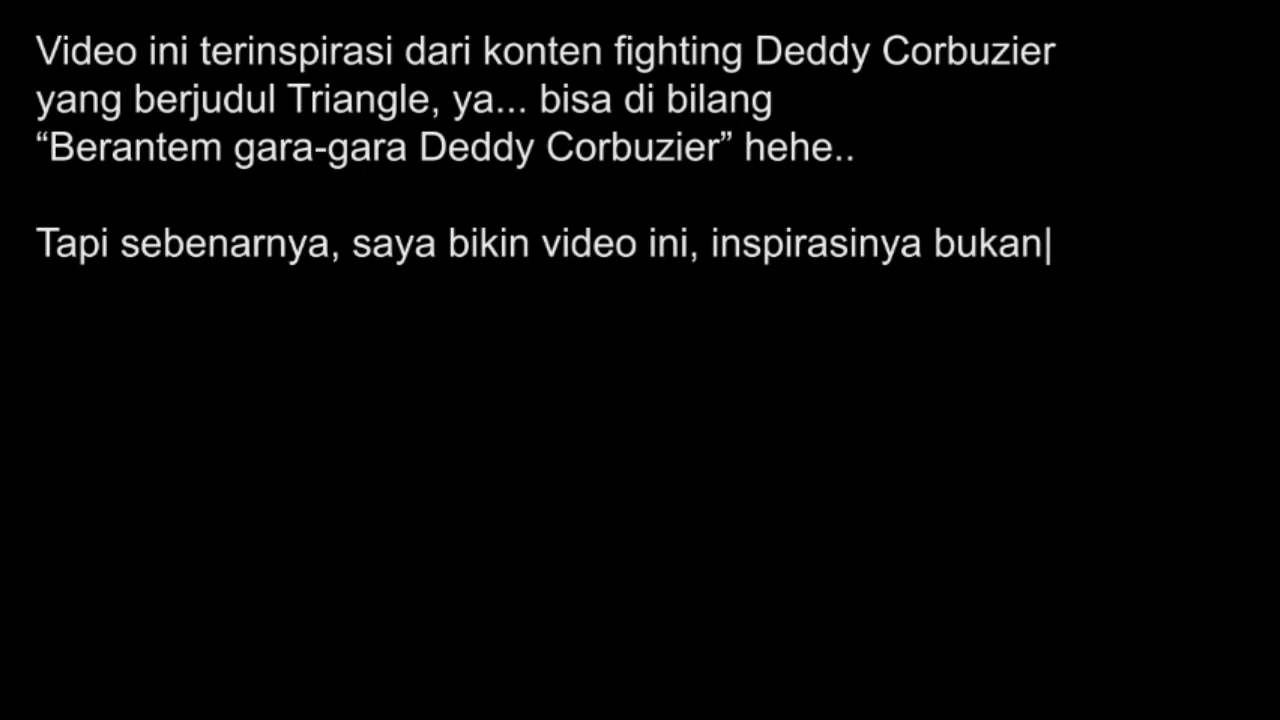 Video ini terinspirasi dari konten fighting Deddy Corbuzier
yang berjudul Triangle, ya... bisa di bilang
“Berantem gara-gara Deddy Corbuzier” hehe..
Tapi sebenarnya, saya bikin video ini, inspirasinya bukan|